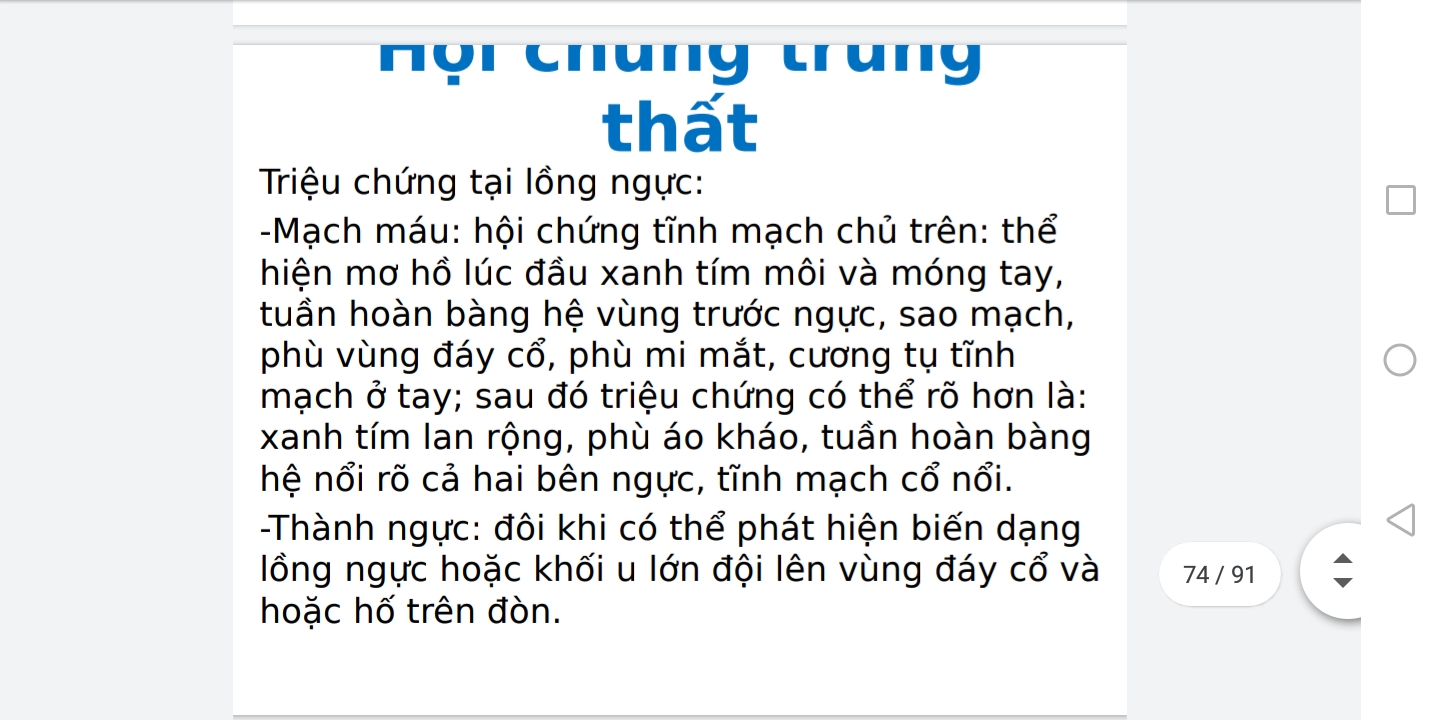 Hội chứng trung
thất
Triệu chứng tại lồng ngực:
-Mạch máu: hội chứng tĩnh mạch chủ trên: thể
hiện mơ hồ lúc đầu xanh tím môi và móng tay,
tuần hoàn bàng hệ vùng trước ngực, sao mạch,
phù vùng đáy cổ, phù mi mắt, cương tụ tĩnh
mạch ở tay; sau đó triệu chứng có thể rõ hơn là:
xanh tím lan rộng, phù áo kháo, tuần hoàn bàng
hệ nổi rõ cả hai bên ngực, tĩnh mạch cổ nổi.
-Thành ngực: đôi khi có thể phát hiện biến dạng
lồng ngực hoặc khối u lớn đội lên vùng đáy cổ và
hoặc hố trên đòn.
74 / 91